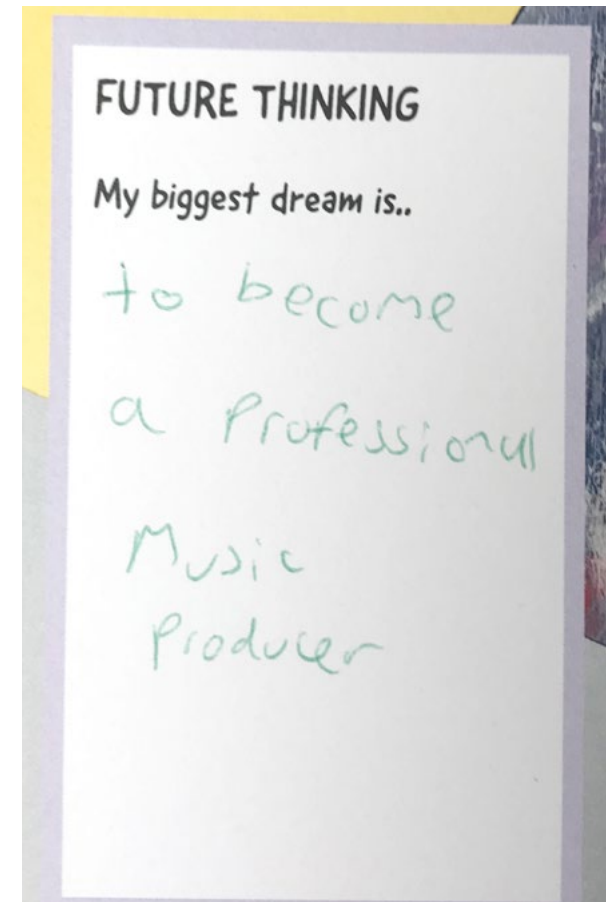 FUTURE THINKING
My biggest dream is..
to become
a Professional
Music
Producer